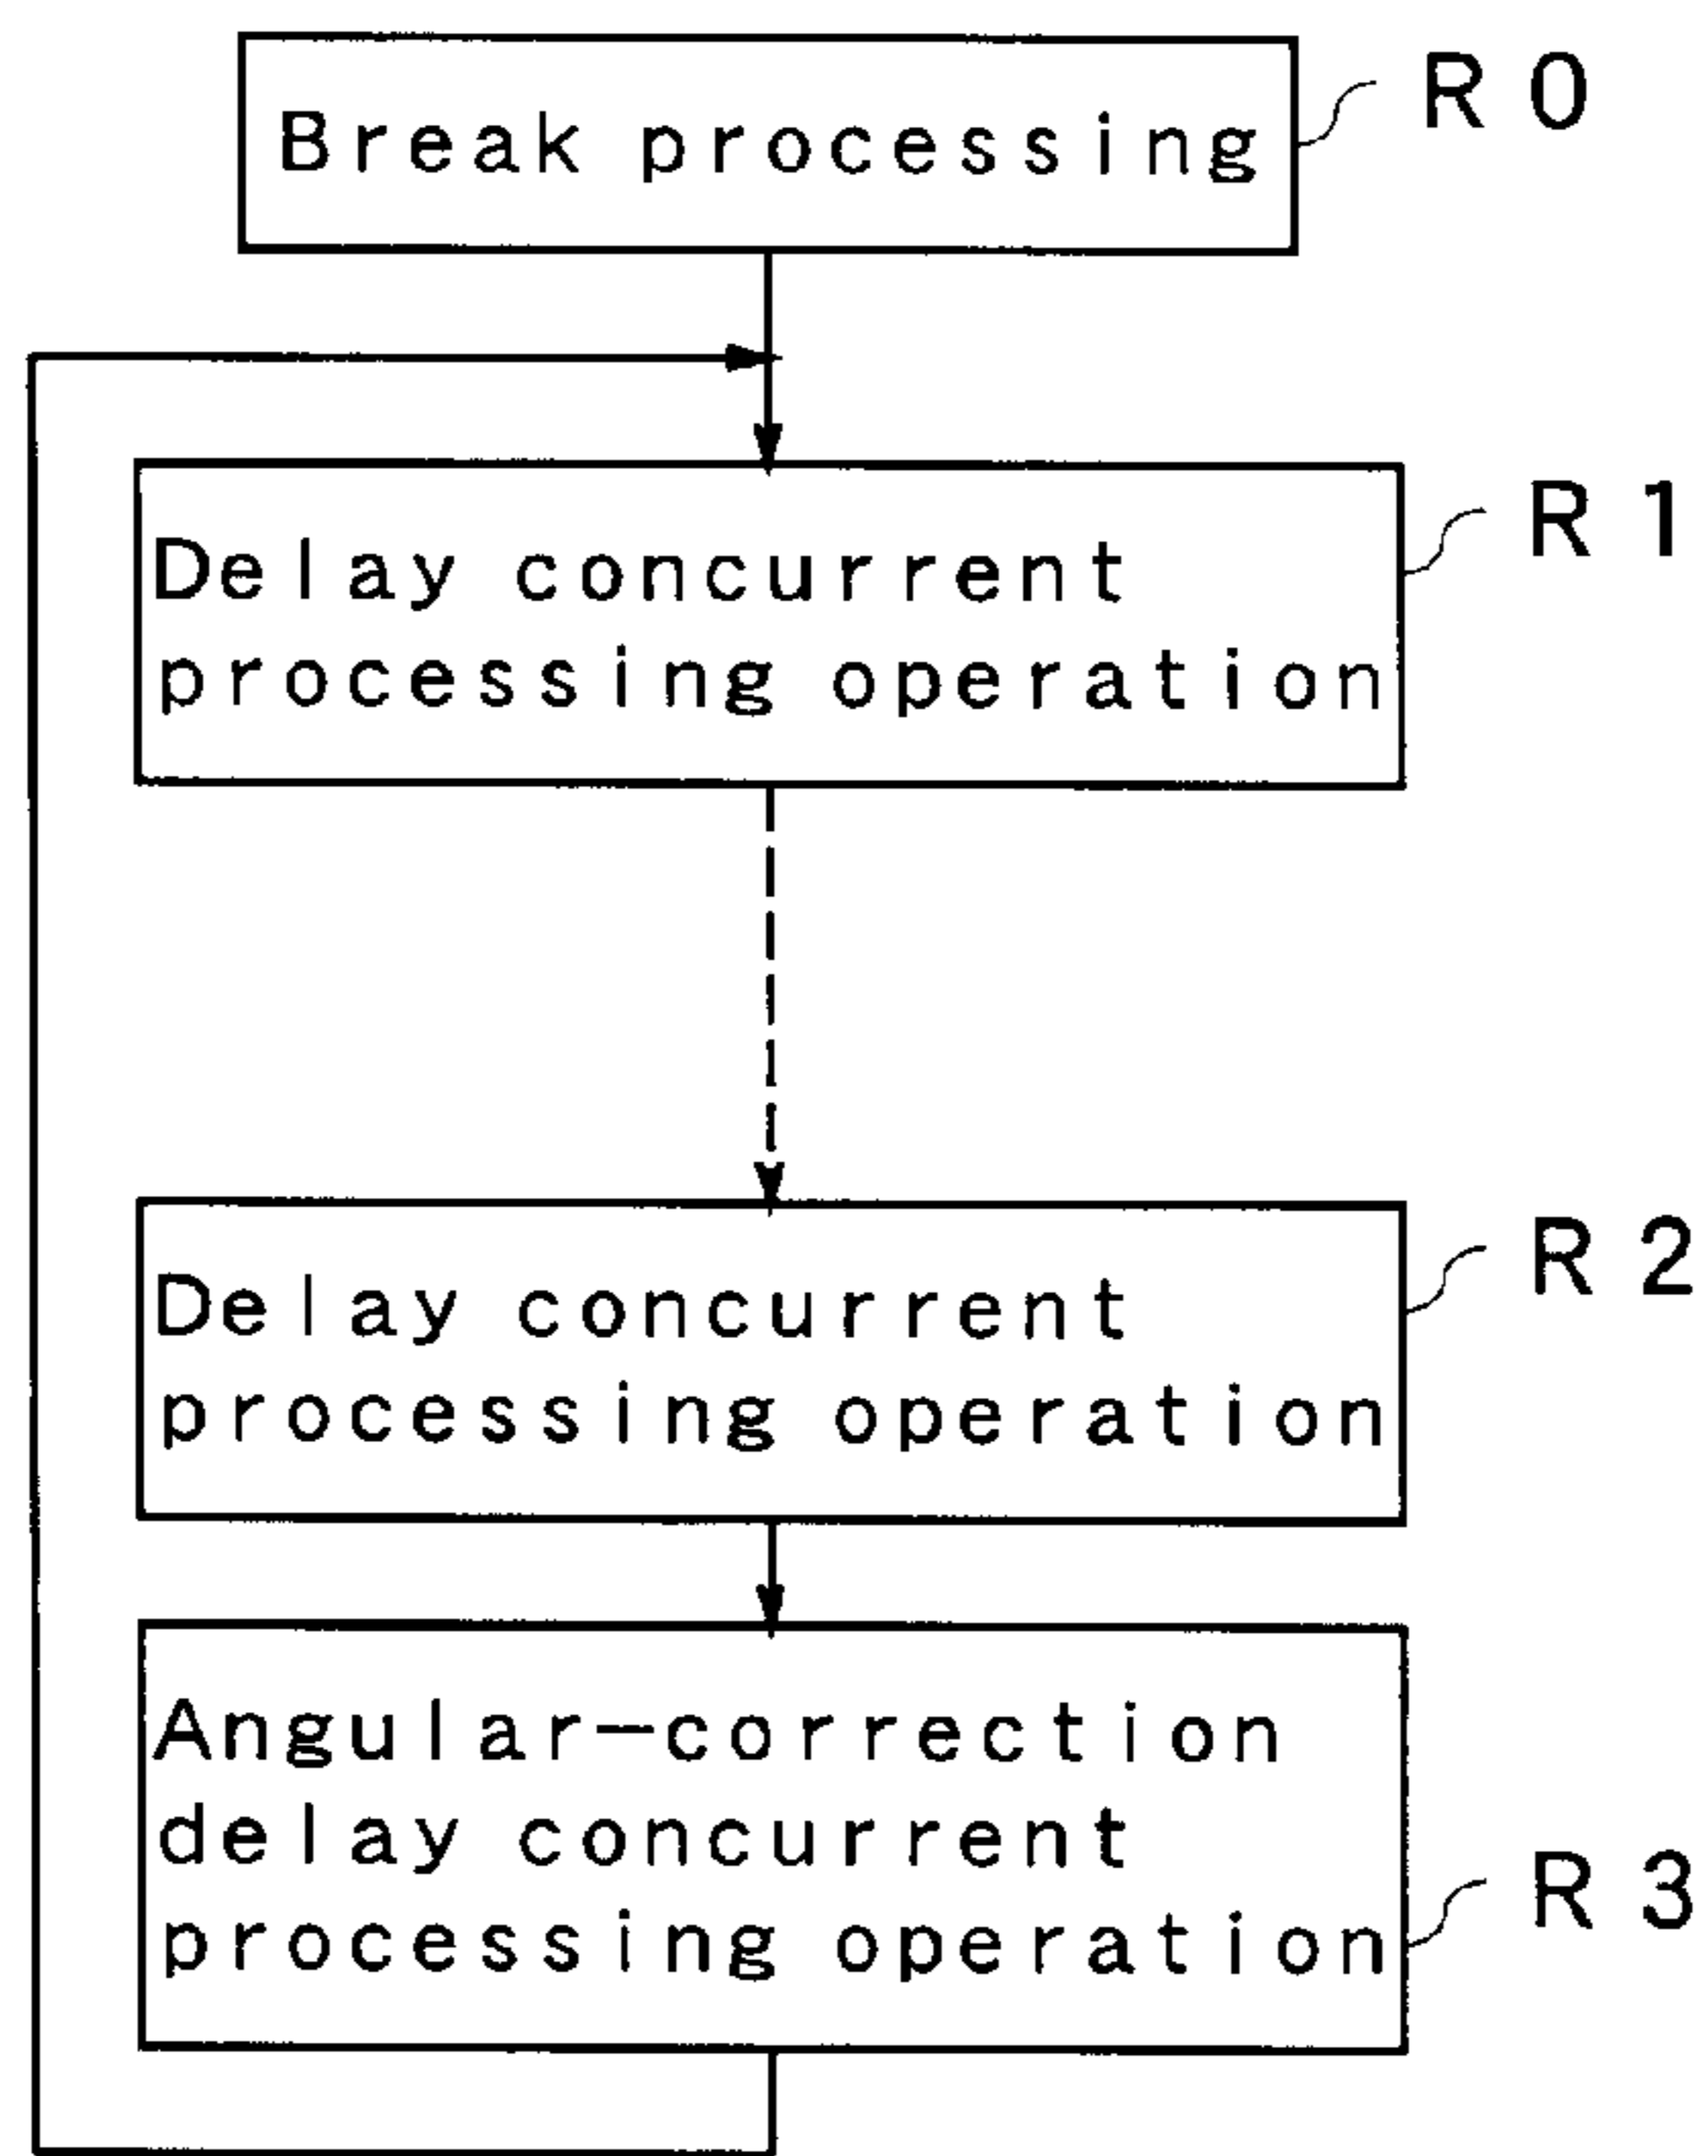 Break processing
R0
Delay concurrent
processing operation
R1
Delay concurrent
processing operation
R2
Angular-correction
delay concurrent
processing operation
R3